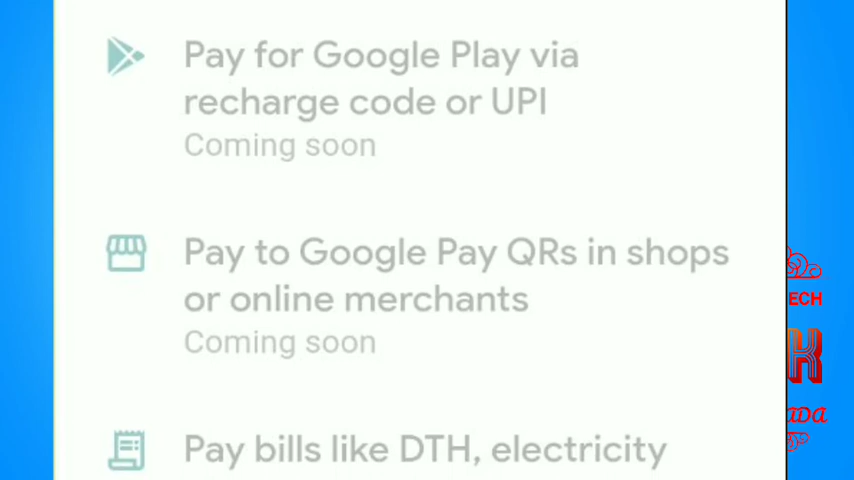 Pay for Google Play via
recharge code or UPI
Coming soon
Pay to Google Pay QRs in shops
or online merchants
Coming soon
Pay bills like DTH, electricity
ECH